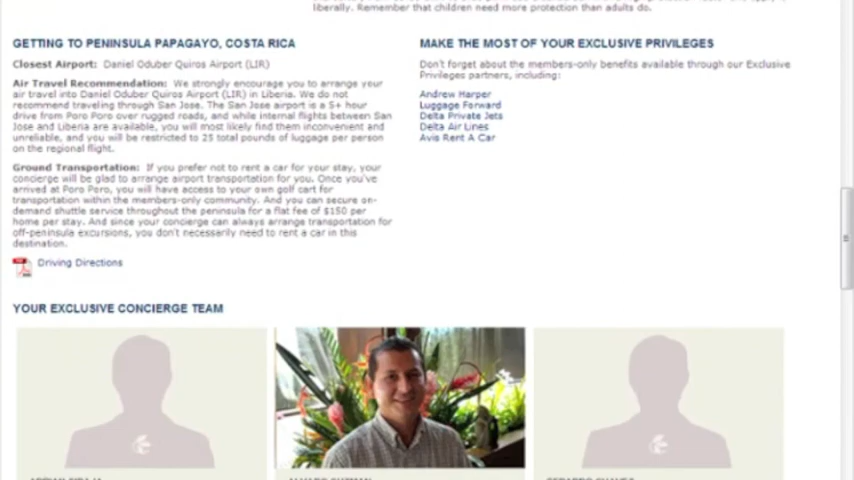 liberally. Remember that children need more protection than adults do.
GETTING TO PENINSULA PAPAGAYO, COSTA RICA
Closest Airport: Daniel Oduber Quiros Airport (LIR)
Air Travel Recommendation: We strongly encourage you to arrange your
air travel into Daniel Oduber Quiros Airport (LIR) in Liberia. We do not
recommend traveling through San Jose. The San Jose airport is a 5+ hour
drive from Poro Poro over rugged roads, and while internal flights between San
Jose and Liberia are available, you will most likely find them inconvenient and
unreliable, and you will be restricted to 25 total pounds of luggage per person
on the regional flight.
Ground Transportation: If you prefer not to rent a car for your stay, your
concierge will be glad to arrange airport transportation for you. Once you've
arrived at Poro Poro, you will have access to your own golf cart for
transportation within the members-only community. And you can secure on-
demand shuttle service throughout the peninsula for a flat fee of $150 per
home per stay. And since your concierge can always arrange transportation for
off-peninsula excursions, you don't necessarily need to rent a car in this
destination.
Driving Directions
MAKE THE MOST OF YOUR EXCLUSIVE PRIVILEGES
Don't forget about the members-only benefits available through our Exclusive
Privileges partners, including:
Andrew Harper
Luggage Forward
Delta Private Jets
Delta Air Lines
Avis Rent A Car
YOUR EXCLUSIVE CONCIERGE TEAM